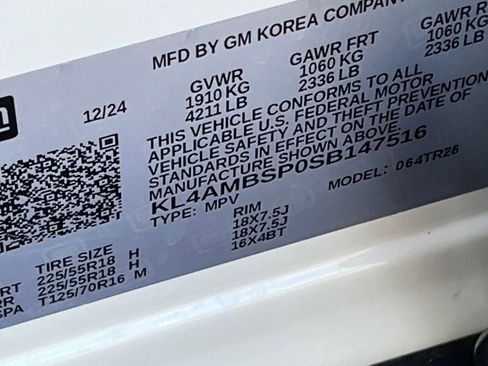 MFD BY GM KOREA COMPANY
12/24
GVWR
1910 KG
4211 LB
GAWR FRT
1060 KG
2336 LB
GAWR
1060 KG
2336 LB
THIS VEHICLE CONFORMS TO ALL
APPLICABLE U.S. FEDERAL MOTOR
VEHICLE SAFETY AND THEFT PREVENTION
STANDARDS IN EFFECT ON THE DATE OF
MANUFACTURE SHOWN ABOVE.
KL4AMBSP0SB147516
TYPE: MPV
MODEL: 064TR26
TIRE SIZE
RIM
FRT 225/55R18 H 18X7.5J
RR 225/55R18 H 18X7.5J
SPA T125/70R16 M 16X4BT